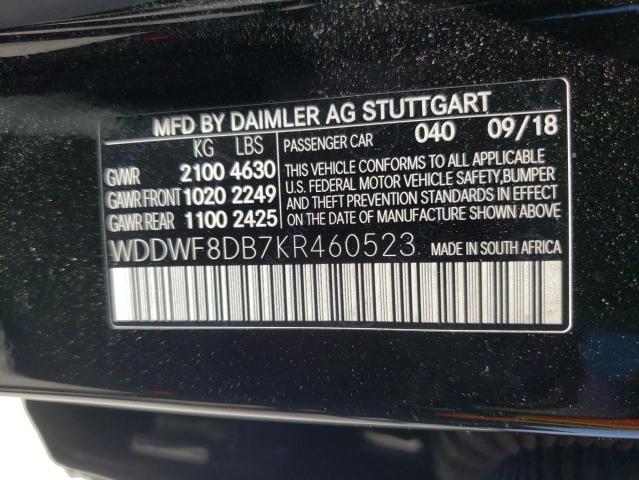 MFD BY DAIMLER AG STUTTGART
KG LBS
GVWR 2100 4630
GAWR FRONT 1020 2249
GAWR REAR 1100 2425
PASSENGER CAR 040 09/18
THIS VEHICLE CONFORMS TO ALL APPLICABLE
U.S. FEDERAL MOTOR VEHICLE SAFETY,BUMPER
AND THEFT PREVENTION STANDARDS IN EFFECT
ON THE DATE OF MANUFACTURE SHOWN ABOVE
WDDWF8DB7KR460523
MADE IN SOUTH AFRICA